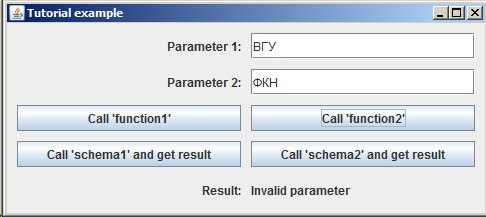 Tutorial example
Parameter 1: ВГУ
Parameter 2: ФКН
Call 'function1' Call 'function2'
Call 'schema1' and get result Call 'schema2' and get result
Result: Invalid parameter